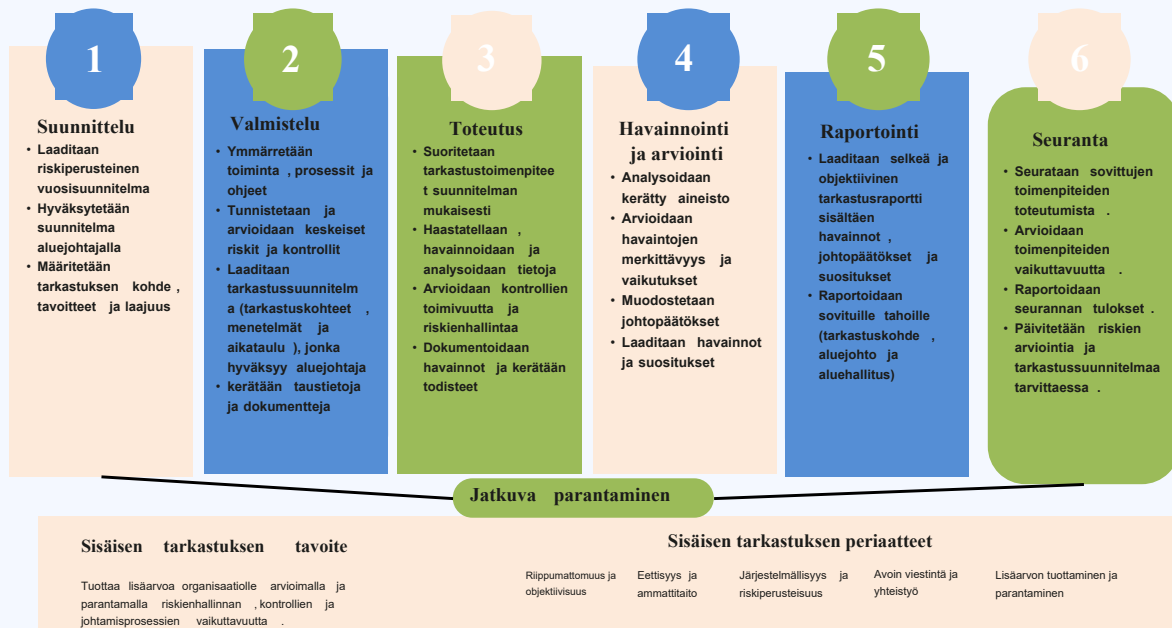 1
Suunnittelu
• Laaditaan
riskiperusteinen
vuosisuunnitelma
• Hyväksytetään
suunnitelma
aluejohtajalla
• Määritetään
tarkastuksen kohde ,
tavoitteet ja laajuus
2
Valmistelu
• Ymmärretään
toiminta , prosessit ja
ohjeet
• Tunnistetaan ja
arvioidaan keskeiset
riskit ja kontrollit
• Laaditaan
tarkastussuunnitelm
a (tarkastuskohteet ,
menetelmät ja
aikataulu ), jonka
hyväksyy aluejohtaja
• kerätään taustietoja
ja dokumentteja
3
Toteutus
• Suoritetaan
tarkastustoimenpitee
t suunnitelman
mukaisesti
• Haastatellaan ,
havainnoidaan ja
analysoidaan tietoja
• Arvioidaan kontrollien
toimivuutta ja
riskienhallintaa
• Dokumentoidaan
havainnot ja kerätään
todisteet
4
Havainnointi
ja arviointi
• Analysoidaan
kerätty aineisto
• Arvioidaan
havaintojen
merkittävyys ja
vaikutukset
• Muodostetaan
johtopäätökset
• Laaditaan havainnot
ja suositukset
5
Raportointi
• Laaditaan selkeä ja
objektiivinen
tarkastusraportti
sisältäen
havainnot ,
johtopäätökset ja
suositukset
• Raportoidaan
sovituille tahoille
(tarkastuskohde ,
aluejohto ja
aluehallitus)
6
Seuranta
• Seurataan sovittujen
toimenpiteiden
toteutumista .
• Arvioidaan
toimenpiteiden
vaikuttavuutta .
• Raportoidaan
seurannan tulokset .
• Päivitetään riskien
arviointia ja
tarkastussuunnitelmaa
tarvittaessa .
Jatkuva parantaminen
Sisäisen tarkastuksen tavoite
Tuottaa lisäarvoa organisaatiolle arvioimalla ja
parantamalla riskienhallinnan , kontrollien ja
johtamisprosessien vaikuttavuutta .
Sisäisen tarkastuksen periaatteet
Riippumattomuus ja
objektiivisuus
Eettisyys ja
ammattitaito
Järjestelmällisyys ja
riskiperusteisuus
Avoin viestintä ja
yhteistyö
Lisäarvon tuottaminen ja
parantaminen